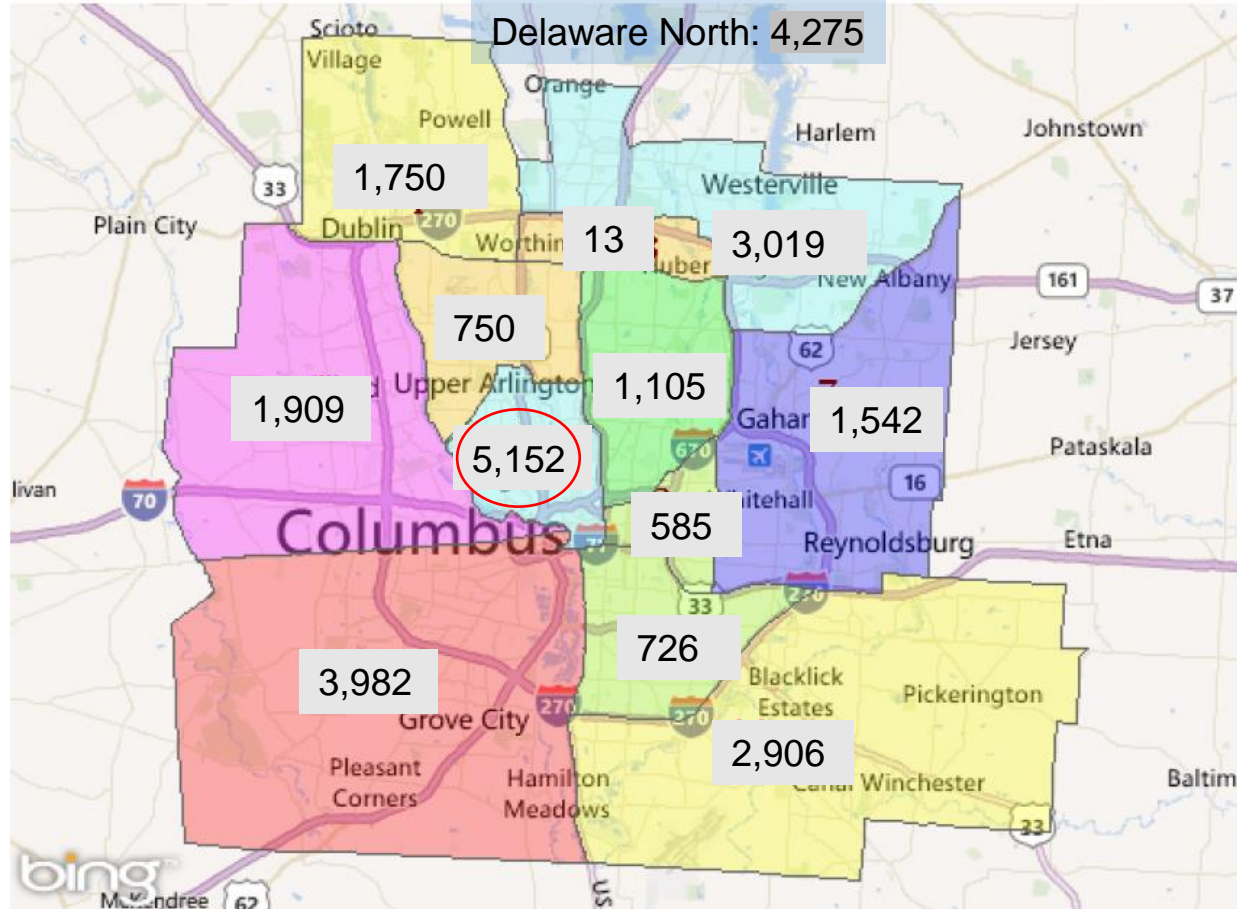 Delaware North: 4,275
Scioto
Village
Orange
Powell
Harlem
Johnstown
33
1,750
Westerville
Plain City
Dublin
270
13
3,019
New Albany
161
37
750
62
Jersey
1,909
Upper Arlington
1,105
1,542
5,152
670
Pataskala
70
16
585
Columbus
Reynoldsburg
Etna
33
726
3,982
Blacklick
Estates
Pickerington
Grove City
270
270
2,906
Pleasant
Corners
Hamilton
Meadows
Winchester
33
bing
62
US